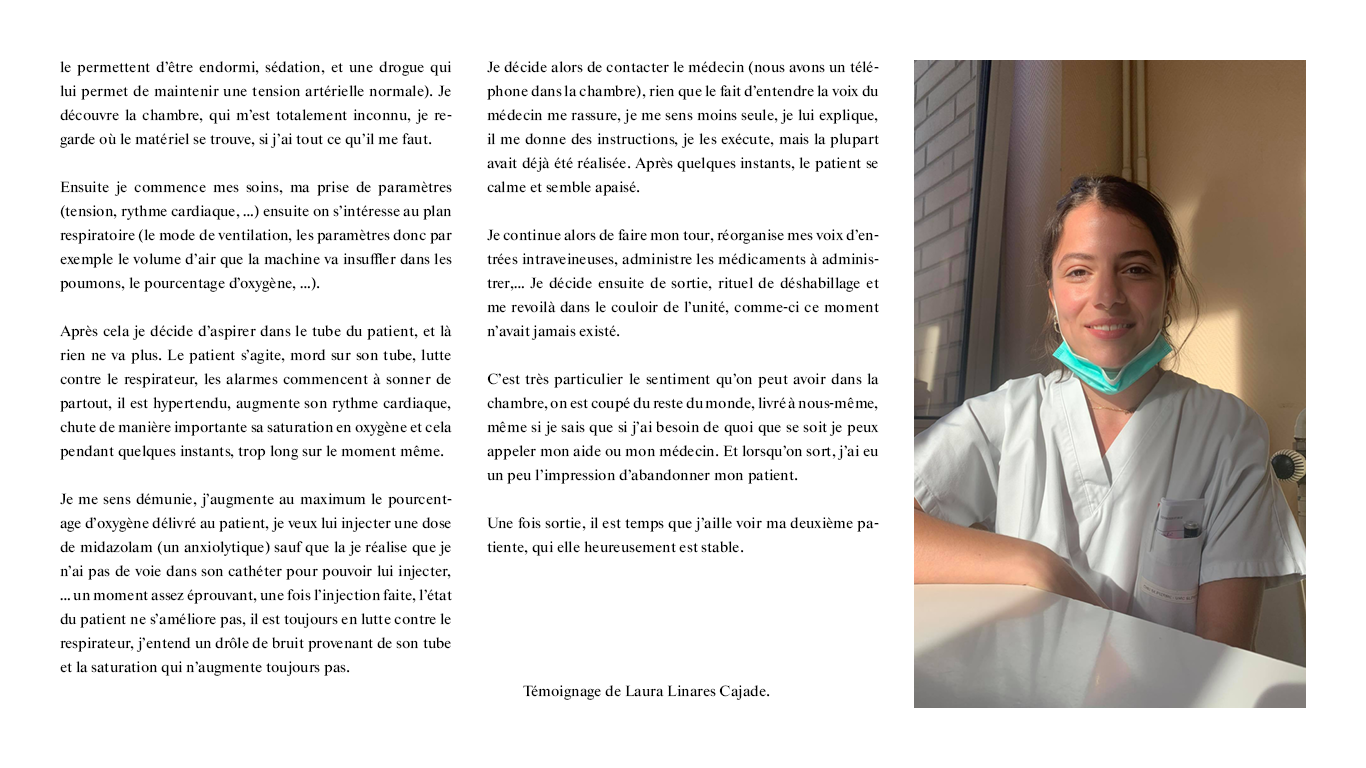 le permettent d'être endormi, sédation, et une drogue qui
lui permet de maintenir une tension artérielle normale). Je
découvre la chambre, qui m'est totalement inconnu, je re-
garde où le matériel se trouve, si j'ai tout ce qu'il me faut.
Ensuite je commence mes soins, ma prise de paramètres
(tension, rythme cardiaque, ...) ensuite on s'intéresse au plan
respiratoire (le mode de ventilation, les paramètres donc par
exemple le volume d'air que la machine va insuffler dans les
poumons, le pourcentage d'oxygène, ...).
Après cela je décide d'aspirer dans le tube du patient, et là
rien ne va plus. Le patient s'agite, mord sur son tube, lutte
contre le respirateur, les alarmes commencent à sonner de
partout, il est hypertendu, augmente son rythme cardiaque,
chute de manière importante sa saturation en oxygène et cela
pendant quelques instants, trop long sur le moment même.
Je me sens démunie, j'augmente au maximum le pourcent-
age d'oxygène délivré au patient, je veux lui injecter une dose
de midazolam (un anxiolytique) sauf que la je réalise que je
n'ai pas de voie dans son cathéter pour pouvoir lui injecter,
... un moment assez éprouvant, une fois l'injection faite, l'état
du patient ne s'améliore pas, il est toujours en lutte contre le
respirateur, j'entend un drôle de bruit provenant de son tube
et la saturation qui n'augmente toujours pas.
Je décide alors de contacter le médecin (nous avons un télé-
phone dans la chambre), rien que le fait d'entendre la voix du
médecin me rassure, je me sens moins seule, je lui explique,
il me donne des instructions, je les exécute, mais la plupart
avait déjà été réalisée. Après quelques instants, le patient se
calme et semble apaisé.
Je continue alors de faire mon tour, réorganise mes voix d'en-
trées intraveineuses, administre les médicaments à adminis-
trer,... Je décide ensuite de sortie, rituel de déshabillage et
me revoilà dans le couloir de l'unité, comme-ci ce moment
n'avait jamais existé.
C'est très particulier le sentiment qu'on peut avoir dans la
chambre, on est coupé du reste du monde, livré à nous-même,
même si je sais que si j'ai besoin de quoi que se soit je peux
appeler mon aide ou mon médecin. Et lorsqu'on sort, j'ai eu
un peu l'impression d'abandonner mon patient.
Une fois sortie, il est temps que j'aille voir ma deuxième pa-
tiente, qui elle heureusement est stable.
Témoignage de Laura Linares Cajade.